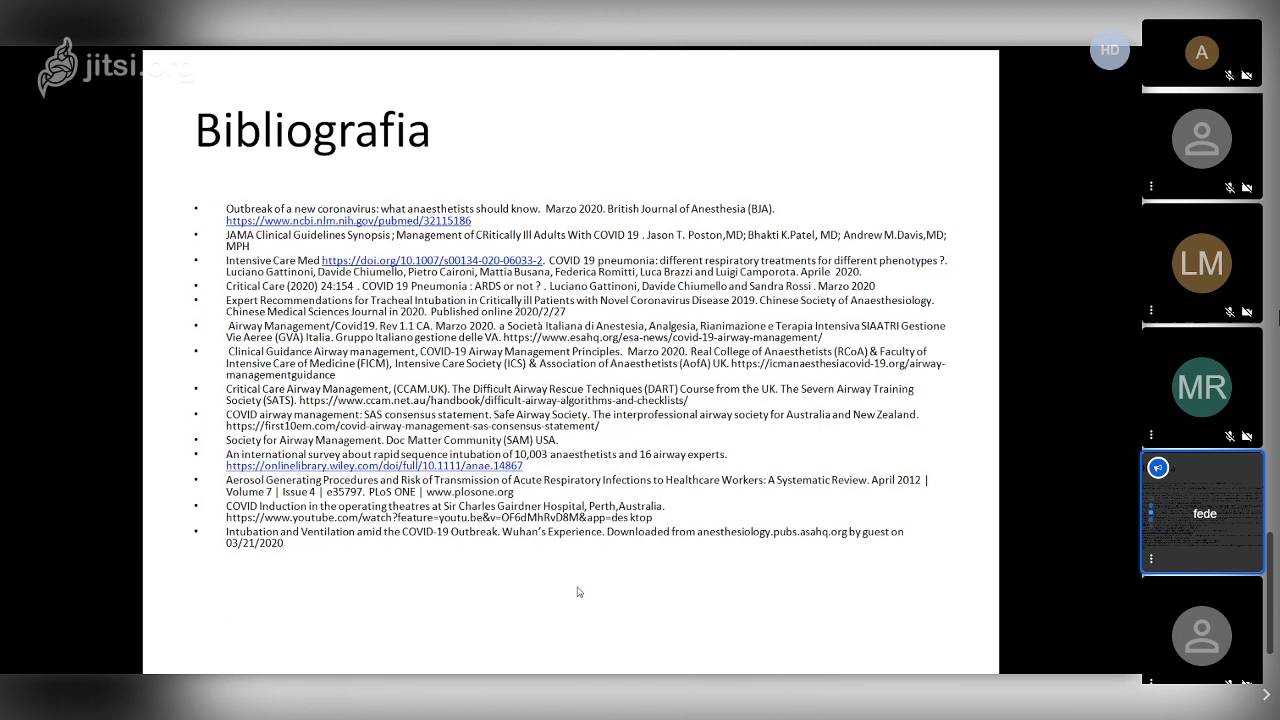 jitsi.org
HD
Bibliografia
• Outbreak of a new coronavirus: what anaesthetists should know. Marzo 2020. British Journal of Anesthesia (BJA).
https://www.ncbi.nlm.nih.gov/pubmed/32115186
• JAMA Clinical Guidelines Synopsis ; Management of CRitically Ill Adults With COVID 19 . Jason T. Poston,MD; Bhakti K.Patel, MD; Andrew M.Davis,MD;
MPH
• Intensive Care Med https://doi.org/10.1007/s00134-020-06033-2. COVID 19 pneumonia: different respiratory treatments for different phenotypes ?.
Luciano Gattinoni, Davide Chiumello, Pietro Caironi, Mattia Busana, Federica Romitti, Luca Brazzi and Luigi Camporota. Aprile 2020.
• Critical Care (2020) 24:154 . COVID 19 Pneumonia : ARDS or not ? . Luciano Gattinoni, Davide Chiumello and Sandra Rossi . Marzo 2020
• Expert Recommendations for Tracheal Intubation in Critically ill Patients with Novel Coronavirus Disease 2019. Chinese Society of Anaesthesiology.
Chinese Medical Sciences Journal in 2020. Published online 2020/2/27
• Airway Management/Covid19. Rev 1.1 CA. Marzo 2020. a Società Italiana di Anestesia, Analgesia, Rianimazione e Terapia Intensiva SIAATRI Gestione
Vie Aeree (GVA) Italia. Gruppo Italiano gestione delle VA. https://www.esahq.org/esa-news/covid-19-airway-management/
• Clinical Guidance Airway management, COVID-19 Airway Management Principles. Marzo 2020. Real College of Anaesthetists (RCoA) & Faculty of
Intensive Care of Medicine (FICM), Intensive Care Society (ICS) & Association of Anaesthetists (AofA) UK. https://icmanaesthesiacovid-19.org/airway-
managementguidance
• Critical Care Airway Management, (CCAM.UK). The Difficult Airway Rescue Techniques (DART) Course from the UK. The Severn Airway Training
Society (SATS). https://www.ccam.net.au/handbook/difficult-airway-algorithms-and-checklists/
• COVID airway management: SAS consensus statement. Safe Airway Society. The interprofessional airway society for Australia and New Zealand.
https://first10em.com/covid-airway-management-sas-consensus-statement/
• Society for Airway Management. Doc Matter Community (SAM) USA.
• An international survey about rapid sequence intubation of 10,003 anaesthetists and 16 airway experts.
https://onlinelibrary.wiley.com/doi/full/10.1111/anae.14867
• Aerosol Generating Procedures and Risk of Transmission of Acute Respiratory Infections to Healthcare Workers: A Systematic Review. April 2012 |
Volume 7 | Issue 4 | e35797. PLoS ONE | www.plosone.org
• COVID Induction in the operating theatres at Sir Charles Gairdner Hospital, Perth,Australia.
https://www.youtube.com/watch?feature=youtu.be&v=OF6dMhRvD8M&app=des ktop
• Intubation and Ventilation amid the COVID-19 Outbreak. Wuhan's Experience. Downloaded from anesthesiology.pubs.asahq.org by guest on
03/21/2020
A
LM
MR
fede